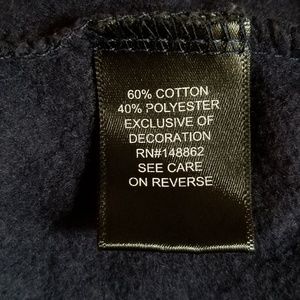 60% COTTON
40% POLYESTER
EXCLUSIVE OF
DECORATION
RN#148862
SEE CARE
ON REVERSE